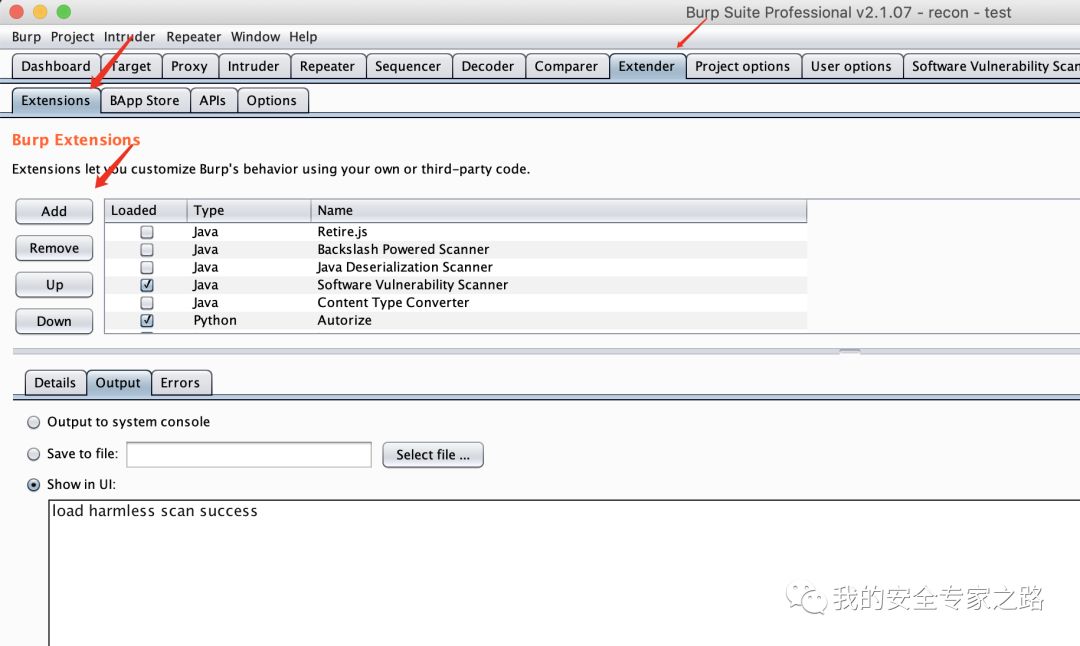 Burp Suite Professional v2.1.07 - recon - test
Burp Project Intruder Repeater Window Help
Dashboard Target Proxy Intruder Repeater Sequencer Decoder Comparer Extender Project options User options Software Vulnerability Scan
Extensions BApp Store APIs Options
Burp Extensions
Extensions let you customize Burp's behavior using your own or third-party code.
Add
Remove
Up
Down
Loaded Type Name
Java Retire.js
Java Backslash Powered Scanner
Java Java Deserialization Scanner
Java Software Vulnerability Scanner
Java Content Type Converter
Python Autorize
Details Output Errors
Output to system console
Save to file: Select file ...
Show in UI:
load harmless scan success
我的安全专家之路